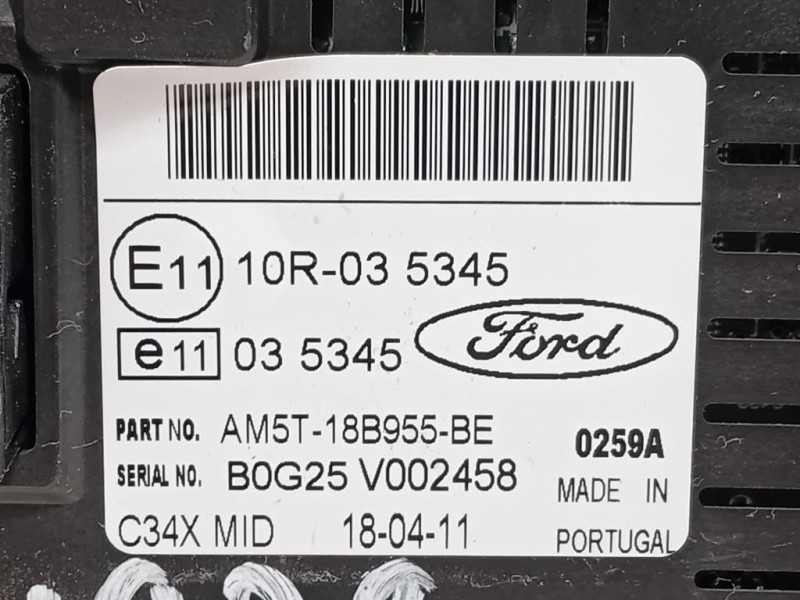 E11 10R-03 5345
e11 03 5345 Ford
PART NO. AM5T-18B955-BE 0259A
SERIAL NO. B0G25 V002458 MADE IN
C34X MID 18-04-11 PORTUGAL